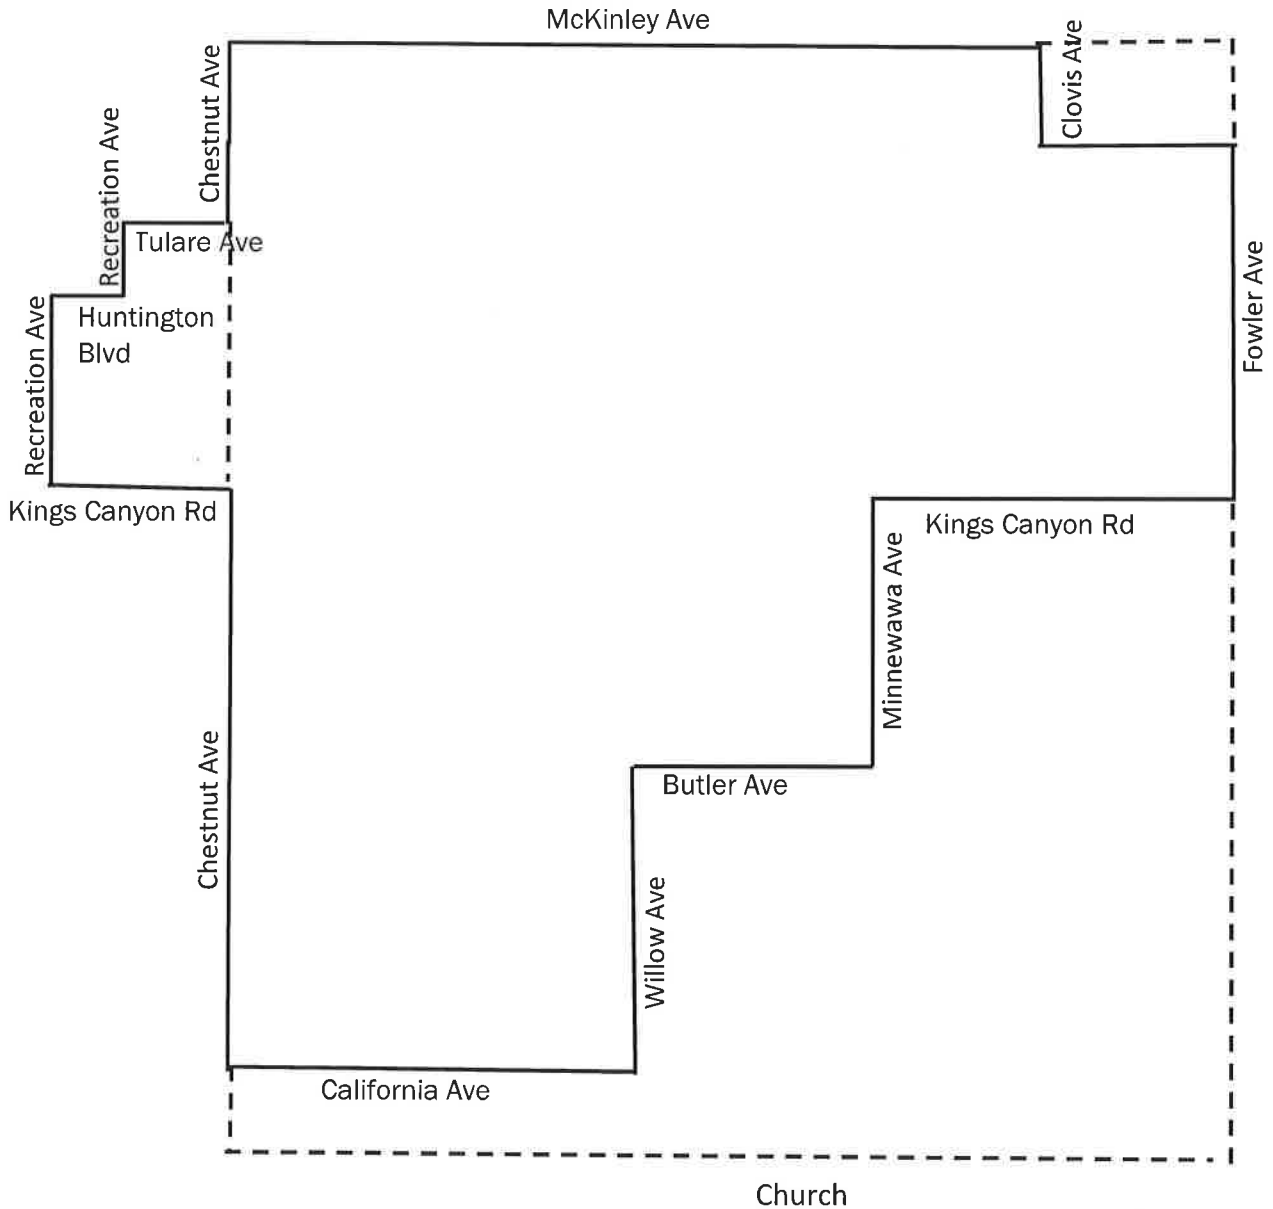 McKinley Ave
Clovis Ave
Chestnut Ave
Recreation Ave
Tulare Ave
Fowler Ave
Recreation Ave
Huntington
Blvd
Kings Canyon Rd
Kings Canyon Rd
Minnewawa Ave
Butler Ave
Chestnut Ave
Willow Ave
California Ave
Church